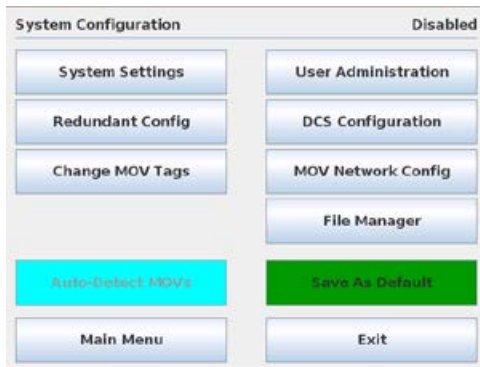 System Configuration Disabled
System Settings User Administration
Redundant Config DCS Configuration
Change MOV Tags MOV Network Config
File Manager
Auto-Detect MOVs Save As Default
Main Menu Exit